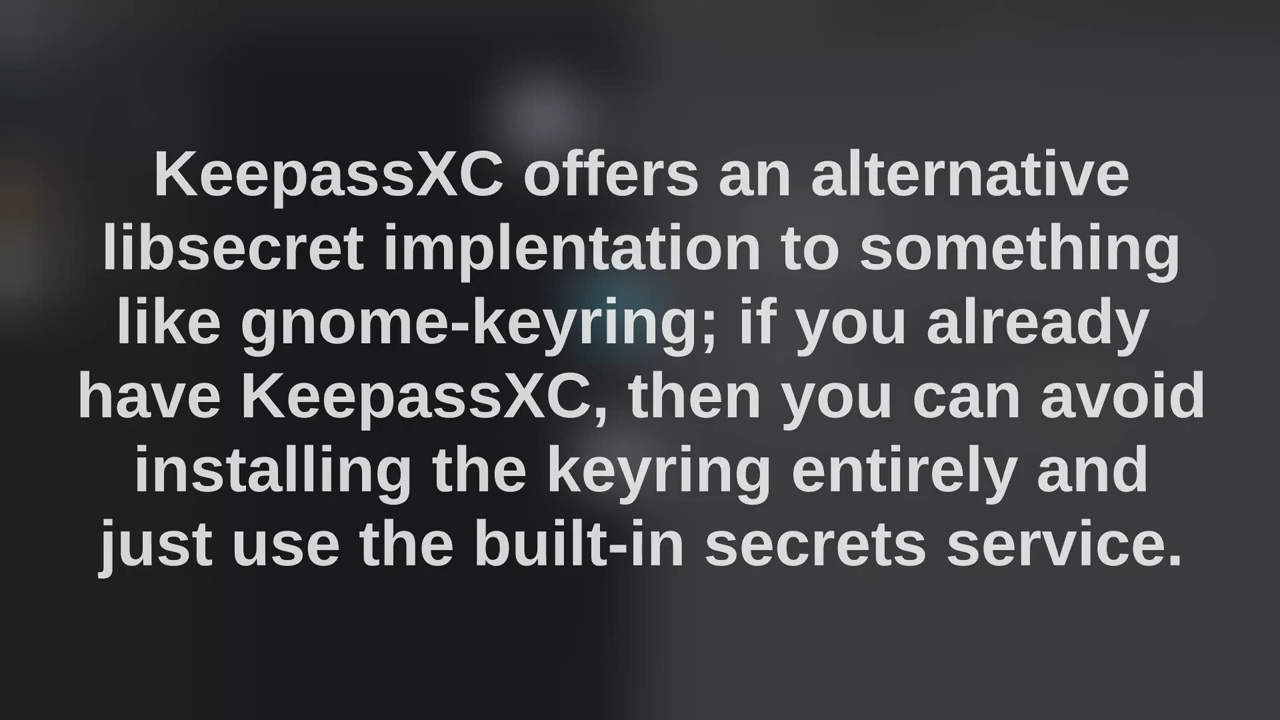 KeepassXC offers an alternative
libsecret implentation to something
like gnome-keyring; if you already
have KeepassXC, then you can avoid
installing the keyring entirely and
just use the built-in secrets service.